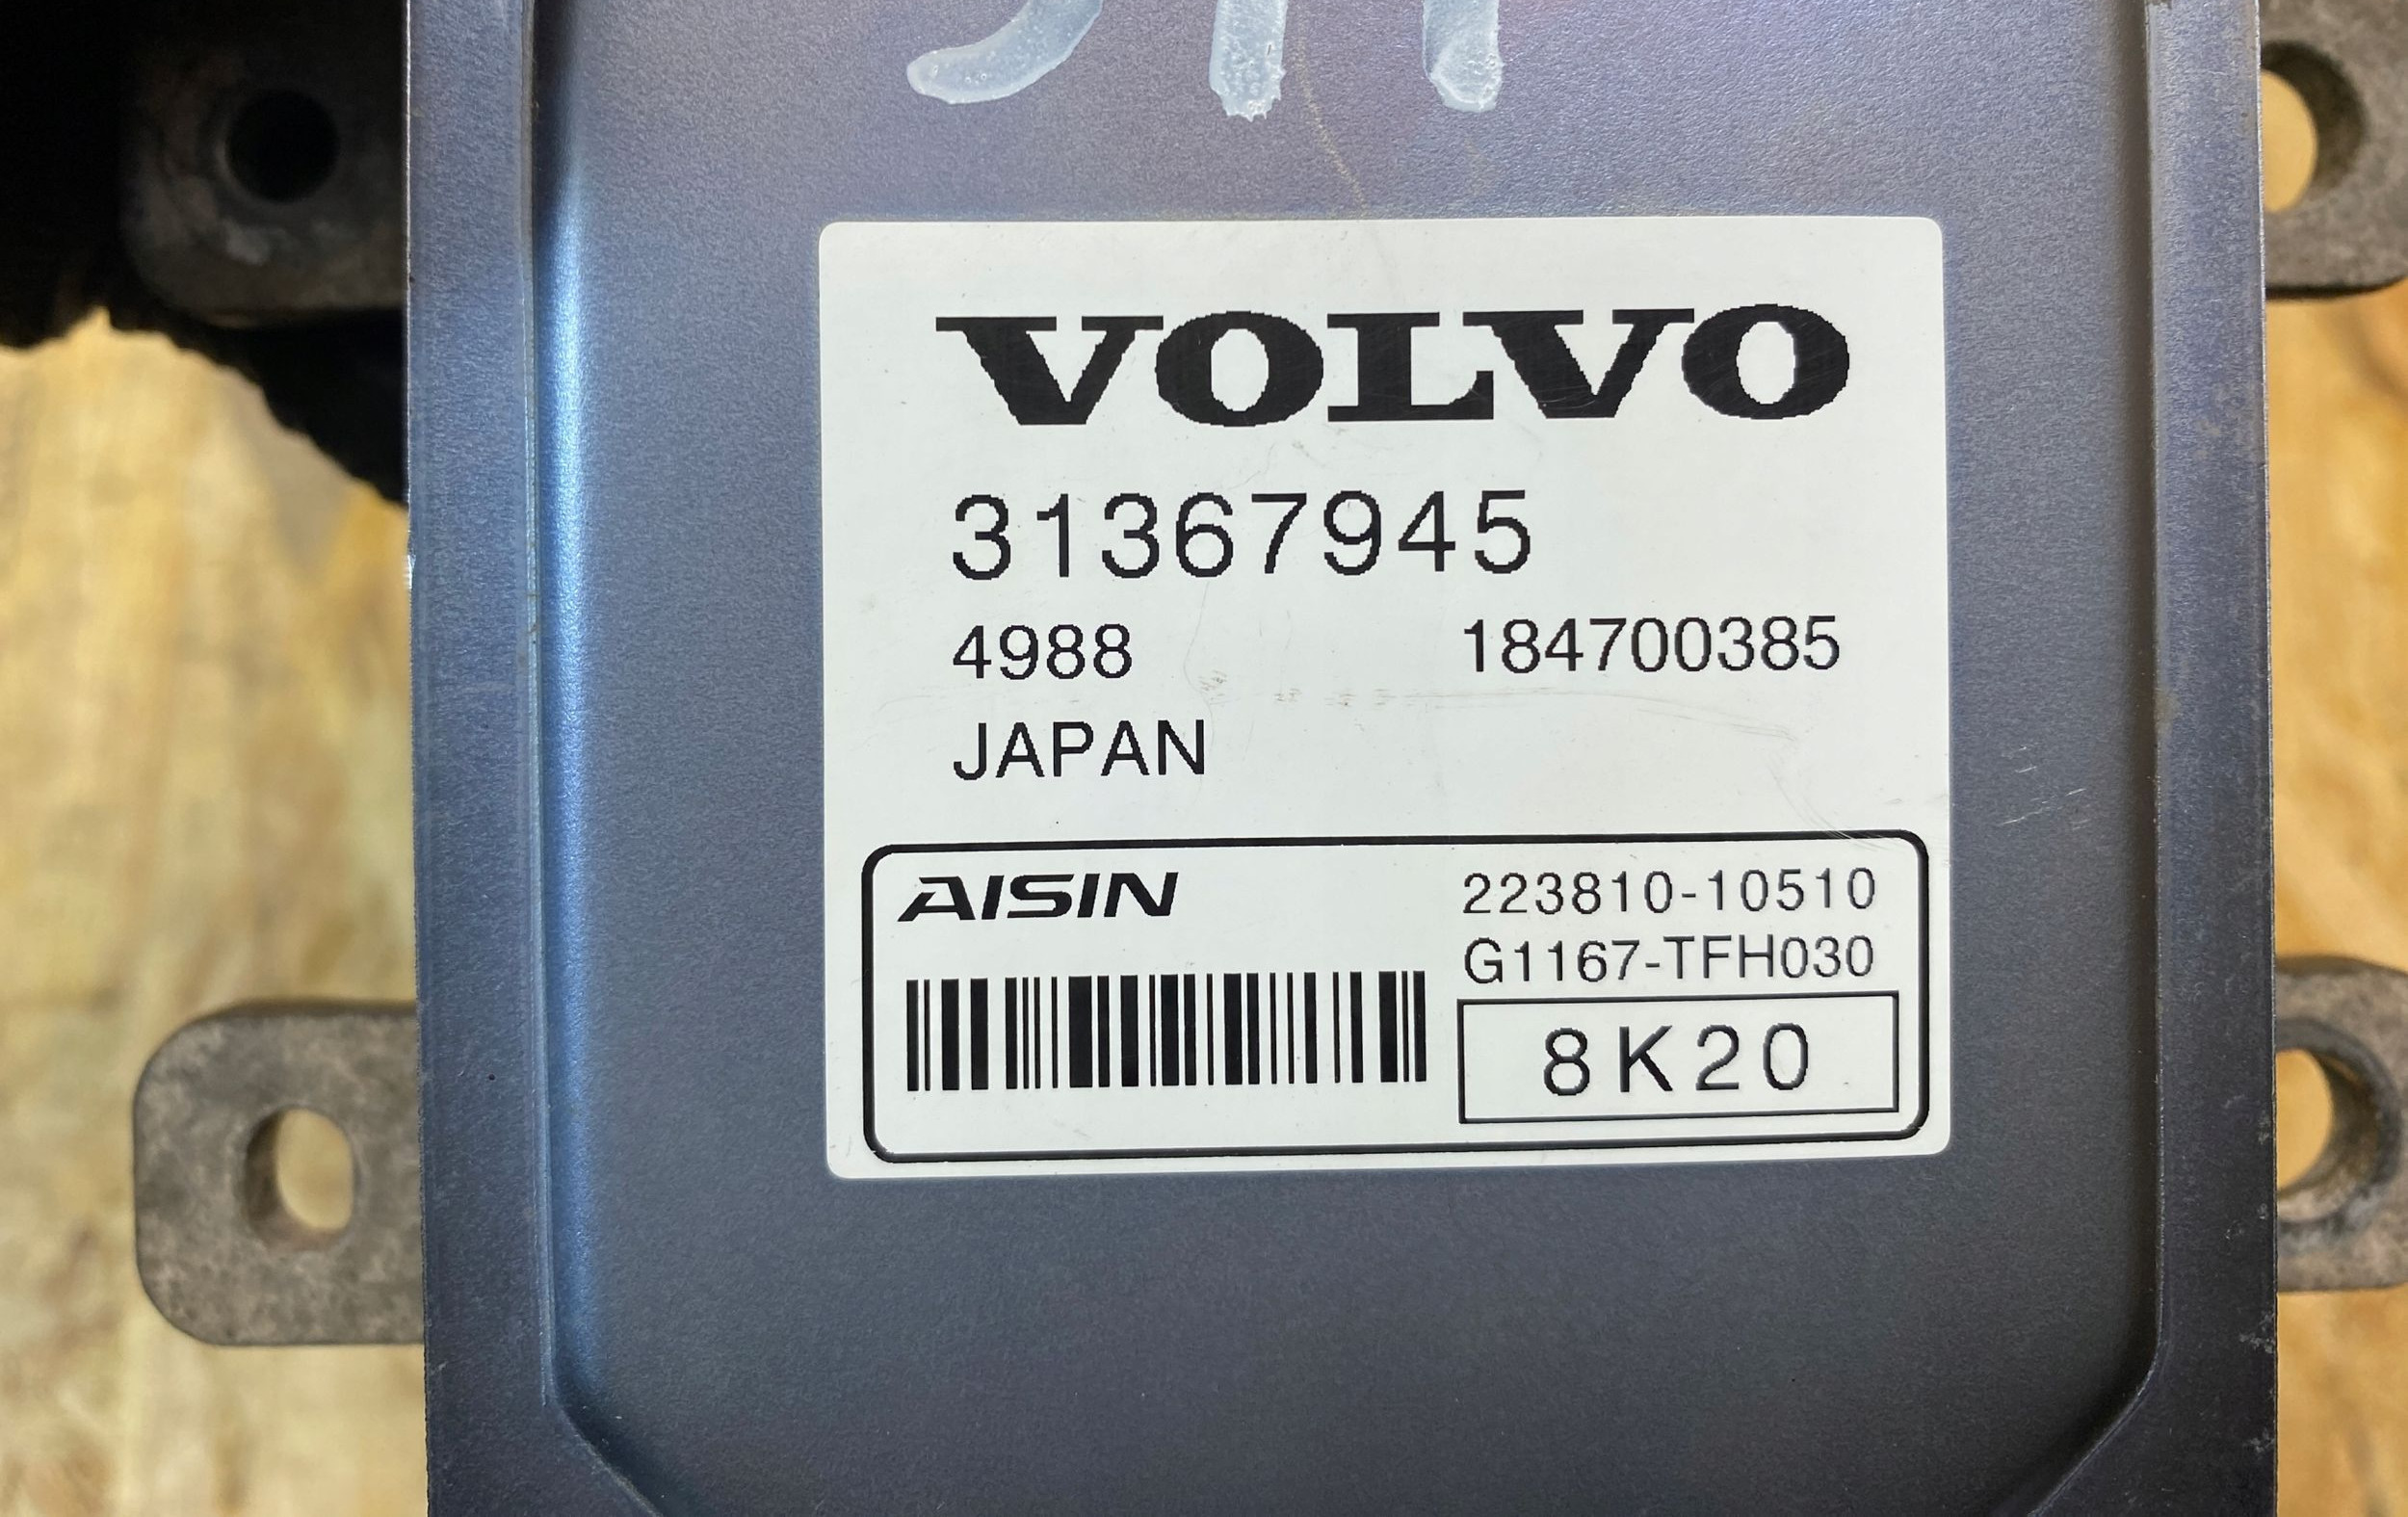 VOLVO
31367945
4988 184700385
JAPAN
AISIN
223810-10510
G1167-TFH030
8K20